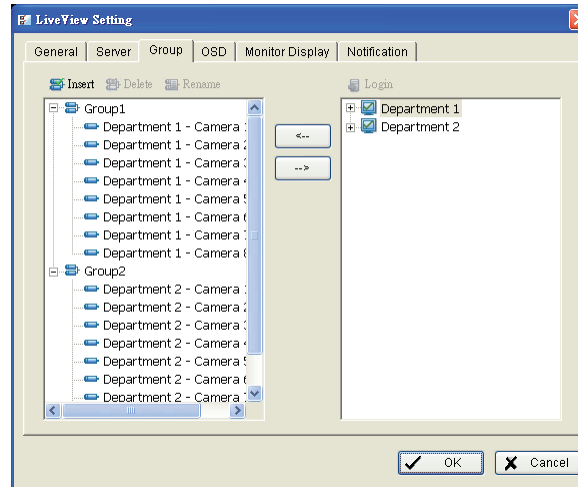 LiveView Setting
General Server Group OSD Monitor Display Notification
Insert Delete Rename
Login
Group1
Department 1 - Camera
Department 1 - Camera
Department 1 - Camera
Department 1 - Camera
Department 1 - Camera
Department 1 - Camera
Department 1 - Camera
Department 1 - Camera
Group2
Department 2 - Camera
Department 2 - Camera
Department 2 - Camera
Department 2 - Camera
Department 2 - Camera
Department 2 - Camera
Department 2 - Camera
<--
-->
Department 1
Department 2
OK Cancel